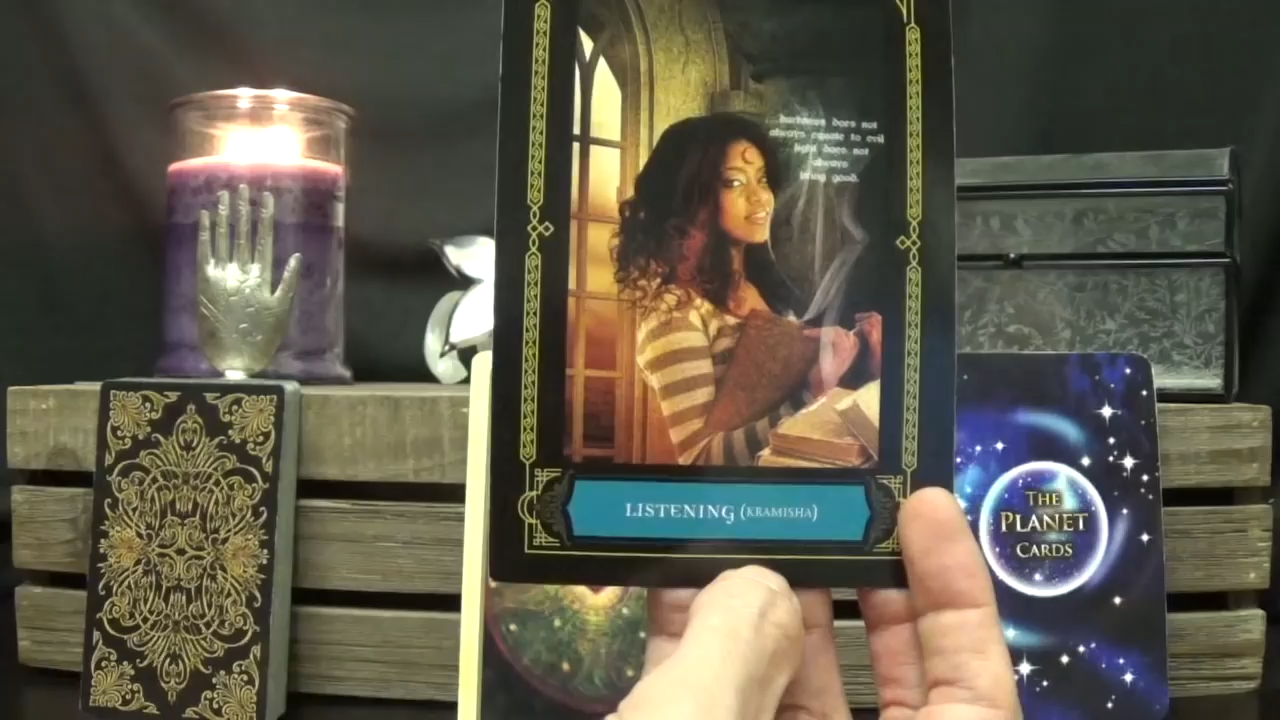 darkness does not
always equate to evil
light does not
always
bring good.
LISTENING (KRAMISHA)
THE
PLANET
CARDS